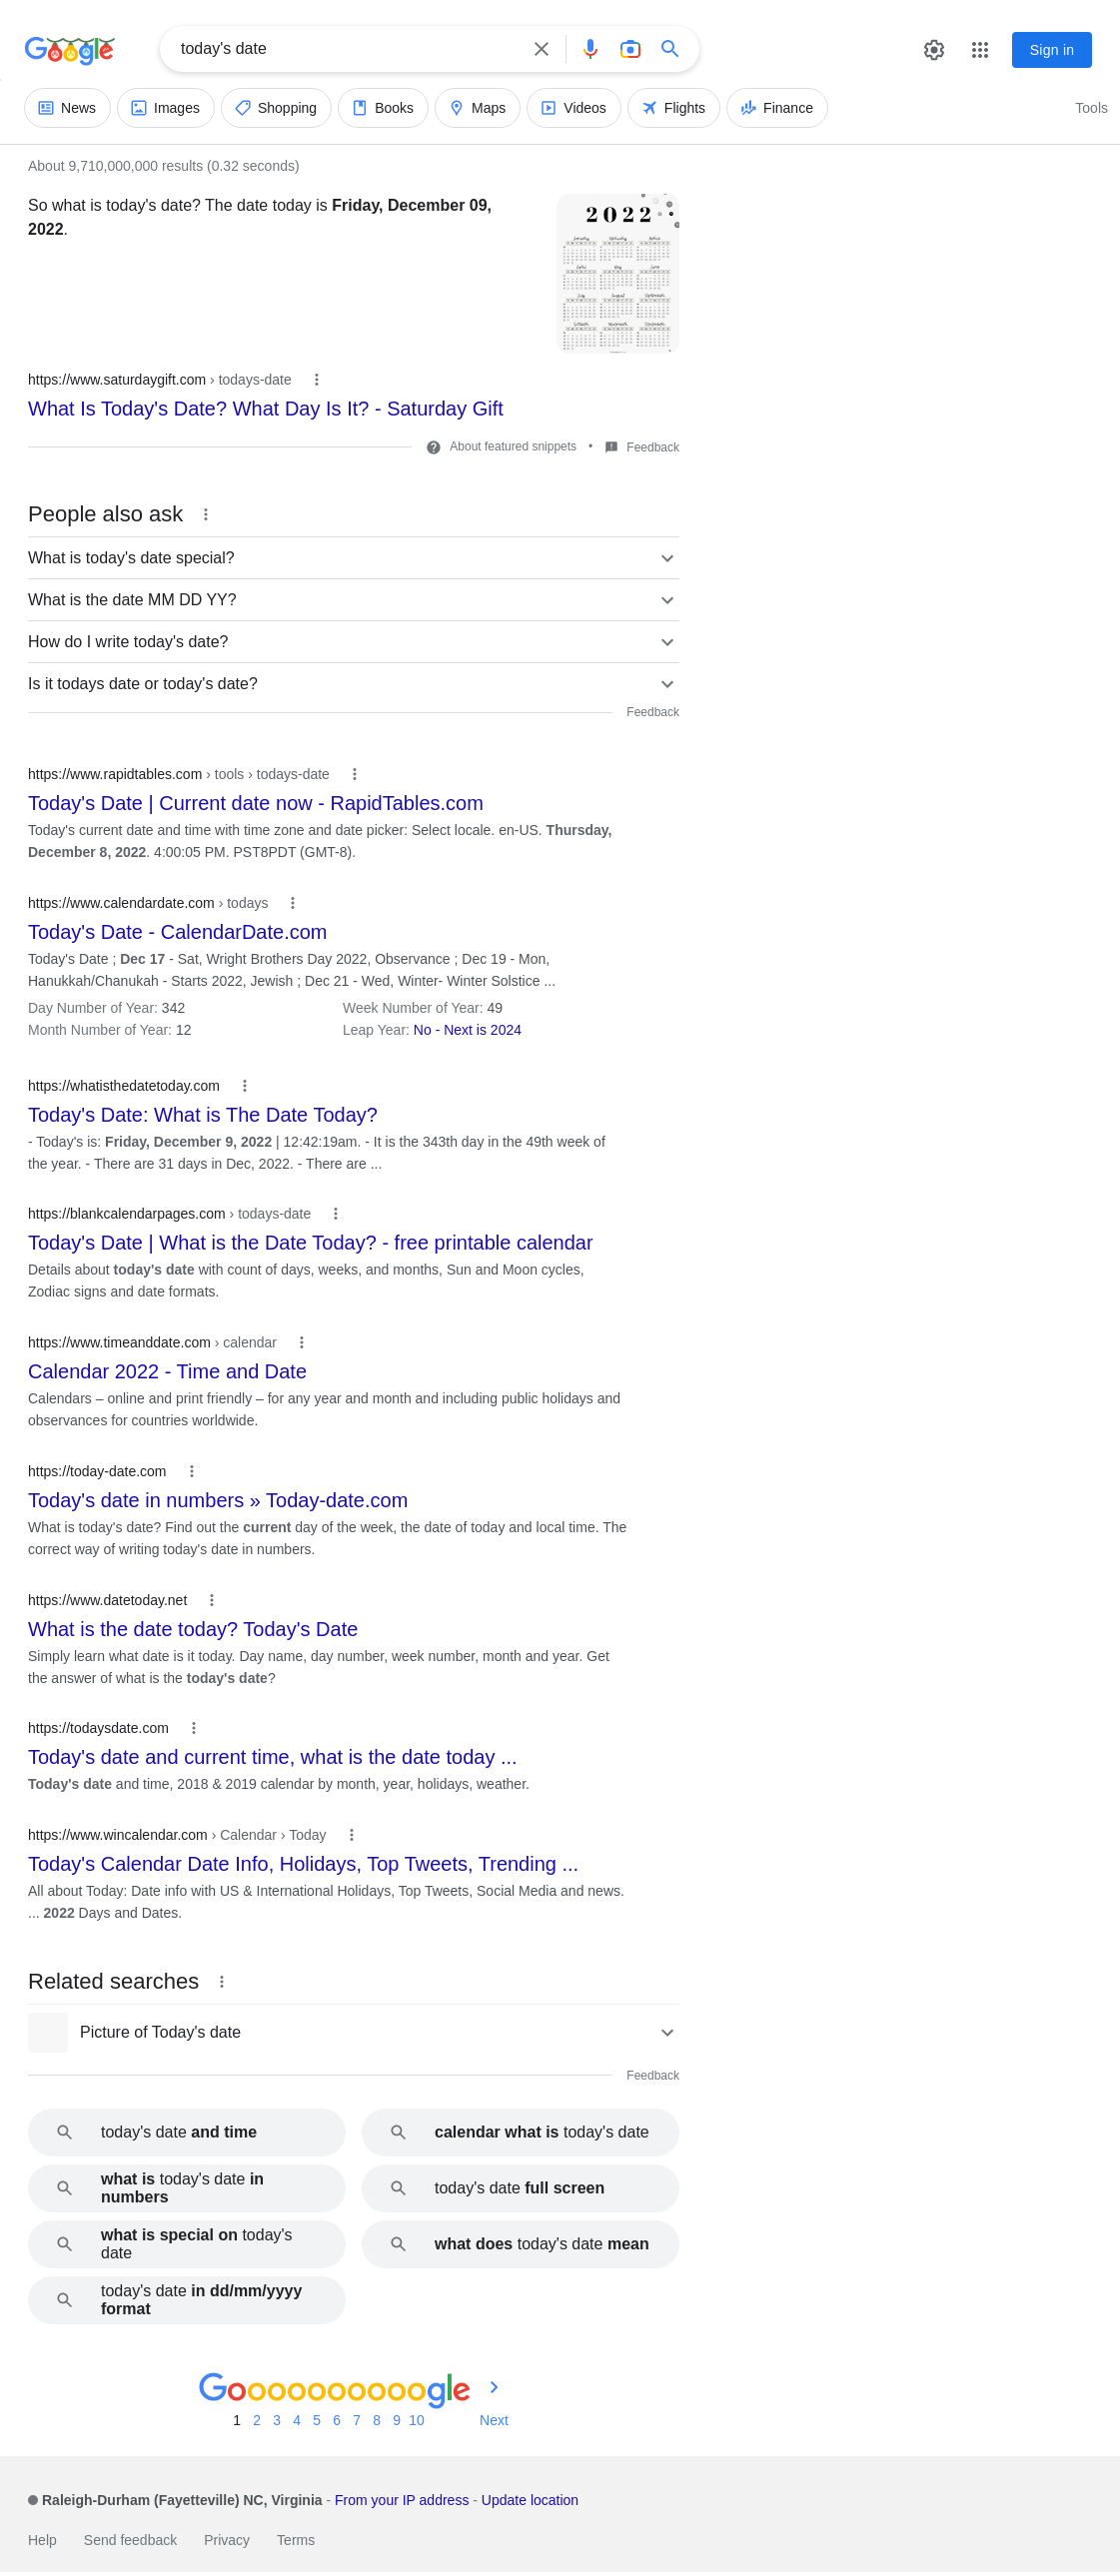 Google
today's date
Sign in
News Images Shopping Books Maps Videos Flights Finance Tools
About 9,710,000,000 results (0.32 seconds)
So what is today's date? The date today is Friday, December 09,
2022.
2022
https://www.saturdaygift.com › todays-date
What Is Today's Date? What Day Is It? - Saturday Gift
About featured snippets • Feedback
People also ask
What is today's date special?
What is the date MM DD YY?
How do I write today's date?
Is it todays date or today's date?
Feedback
https://www.rapidtables.com › tools › todays-date
Today's Date | Current date now - RapidTables.com
Today's current date and time with time zone and date picker: Select locale. en-US. Thursday,
December 8, 2022. 4:00:05 PM. PST8PDT (GMT-8).
https://www.calendardate.com › todays
Today's Date - CalendarDate.com
Today's Date ; Dec 17 - Sat, Wright Brothers Day 2022, Observance ; Dec 19 - Mon,
Hanukkah/Chanukah - Starts 2022, Jewish ; Dec 21 - Wed, Winter- Winter Solstice ...
Day Number of Year: 342 Week Number of Year: 49
Month Number of Year: 12 Leap Year: No - Next is 2024
https://whatisthedatetoday.com
Today's Date: What is The Date Today?
- Today's is: Friday, December 9, 2022 | 12:42:19am. - It is the 343th day in the 49th week of
the year. - There are 31 days in Dec, 2022. - There are ...
https://blankcalendarpages.com › todays-date
Today's Date | What is the Date Today? - free printable calendar
Details about today's date with count of days, weeks, and months, Sun and Moon cycles,
Zodiac signs and date formats.
https://www.timeanddate.com › calendar
Calendar 2022 - Time and Date
Calendars – online and print friendly – for any year and month and including public holidays and
observances for countries worldwide.
https://today-date.com
Today's date in numbers » Today-date.com
What is today's date? Find out the current day of the week, the date of today and local time. The
correct way of writing today's date in numbers.
https://www.datetoday.net
What is the date today? Today's Date
Simply learn what date is it today. Day name, day number, week number, month and year. Get
the answer of what is the today's date?
https://todaysdate.com
Today's date and current time, what is the date today ...
Today's date and time, 2018 & 2019 calendar by month, year, holidays, weather.
https://www.wincalendar.com › Calendar › Today
Today's Calendar Date Info, Holidays, Top Tweets, Trending ...
All about Today: Date info with US & International Holidays, Top Tweets, Social Media and news.
... 2022 Days and Dates.
Related searches
Picture of Today's date
Feedback
today's date and time
calendar what is today's date
what is today's date in
numbers
today's date full screen
what is special on today's
date
what does today's date mean
today's date in dd/mm/yyyy
format
Goooooooooogle
1 2 3 4 5 6 7 8 9 10 Next
Raleigh-Durham (Fayetteville) NC, Virginia - From your IP address - Update location
Help Send feedback Privacy Terms